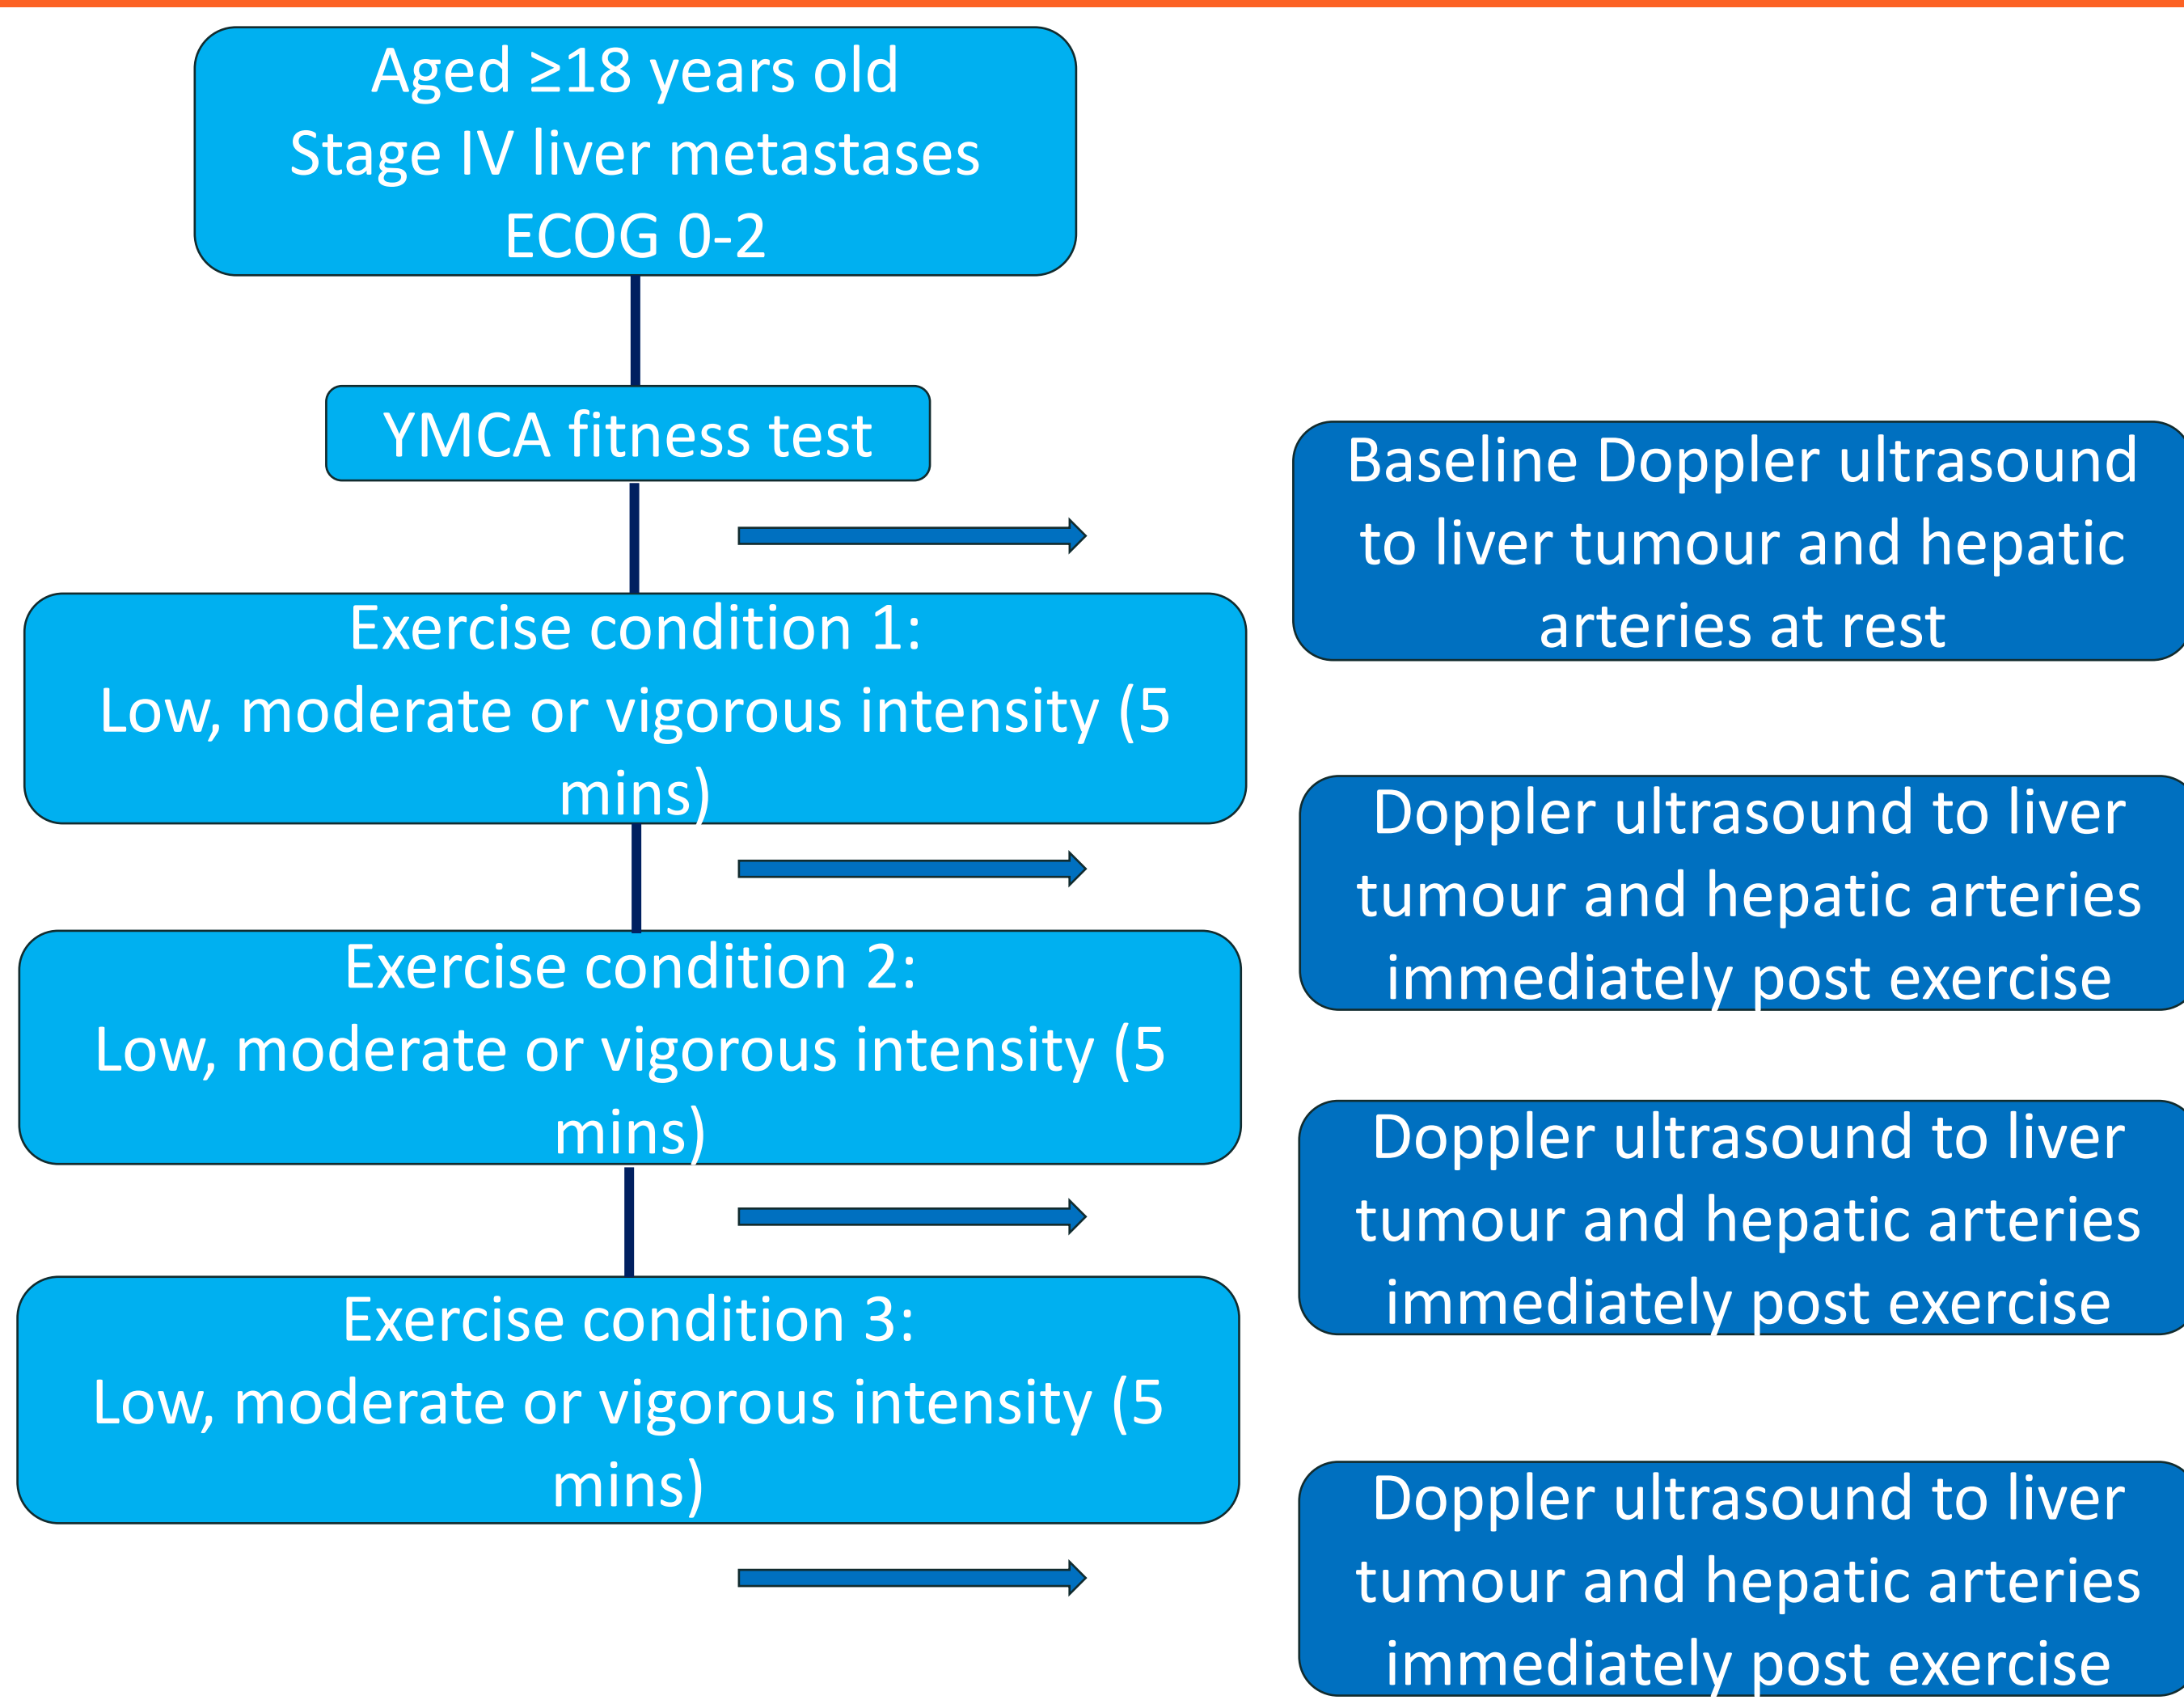 Aged ≥18 years old
Stage IV liver metastases
ECOG 0-2
YMCA fitness test
Baseline Doppler ultrasound
to liver tumour and hepatic
arteries at rest
Exercise condition 1:
Low, moderate or vigorous intensity (5
mins)
Doppler ultrasound to liver
tumour and hepatic arteries
immediately post exercise
Exercise condition 2:
Low, moderate or vigorous intensity (5
mins)
Doppler ultrasound to liver
tumour and hepatic arteries
immediately post exercise
Exercise condition 3:
Low, moderate or vigorous intensity (5
mins)
Doppler ultrasound to liver
tumour and hepatic arteries
immediately post exercise